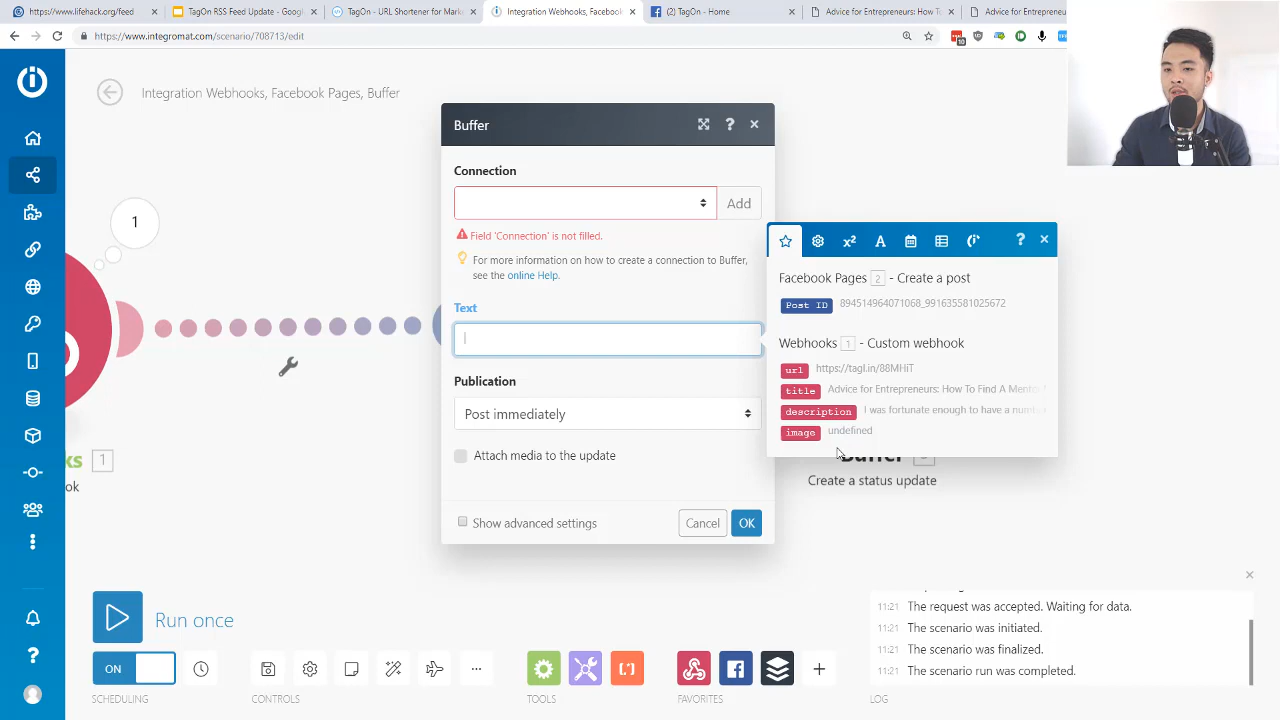 https://www.lifehack.org/feed
TagOn RSS Feed Update - Google
TagOn - URL Shortener for Mark
Integration Webhooks, Facebook
(2) TagOn - Home
Advice for Entrepreneurs: How T
Advice for Entreprene
https://www.integromat.com/scenario/708713/edit
10
Integration Webhooks, Facebook Pages, Buffer
Buffer
Connection
Add
Field 'Connection' is not filled.
For more information on how to create a connection to Buffer,
see the online Help.
Text
Publication
Post immediately
Attach media to the update
Show advanced settings
Cancel
OK
Facebook Pages 2 - Create a post
Post ID 894514964071068_991635581025672
Webhooks 1 - Custom webhook
url https://tagl.in/88MHiT
title Advice for Entrepreneurs: How To Find A Mento
description I was fortunate enough to have a numb
image undefined
1
ks 1
ok
Buffer
Create a status update
Run once
ON
SCHEDULING
CONTROLS
TOOLS
FAVORITES
LOG
11:21 The request was accepted. Waiting for data.
11:21 The scenario was initiated.
11:21 The scenario was finalized.
11:21 The scenario run was completed.